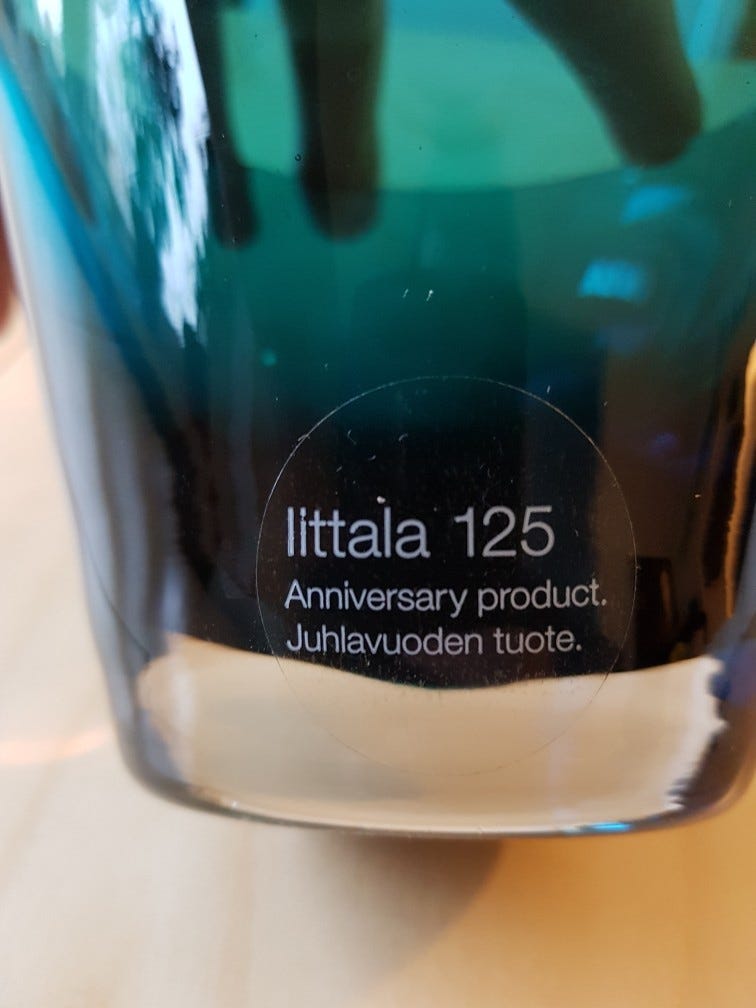 Iittala 125
Anniversary product.
Juhlavuoden tuote.